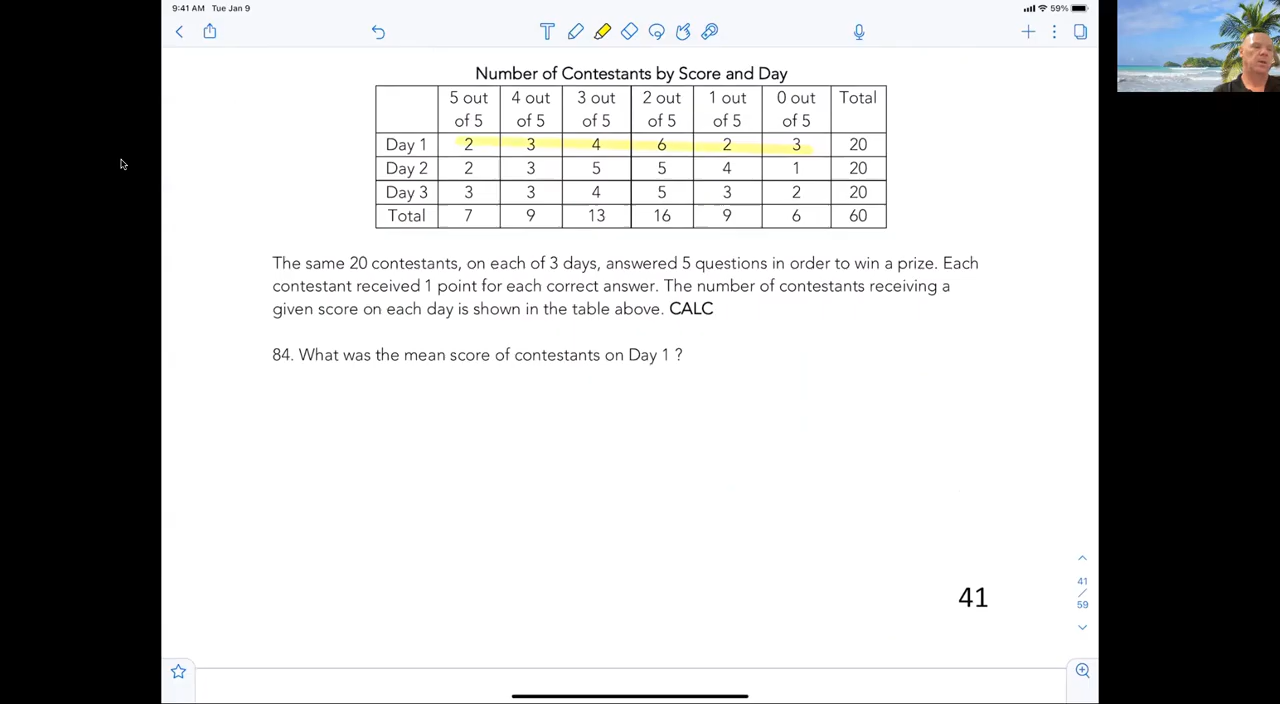 9:41 AM Tue Jan 9
59%
Number of Contestants by Score and Day
5 out of 5 4 out of 5 3 out of 5 2 out of 5 1 out of 5 0 out of 5 Total
Day 1 2 3 4 6 2 3 20
Day 2 2 3 5 5 4 1 20
Day 3 3 3 4 5 3 2 20
Total 7 9 13 16 9 6 60
The same 20 contestants, on each of 3 days, answered 5 questions in order to win a prize. Each
contestant received 1 point for each correct answer. The number of contestants receiving a
given score on each day is shown in the table above. CALC
84. What was the mean score of contestants on Day 1 ?
41
41
/
59